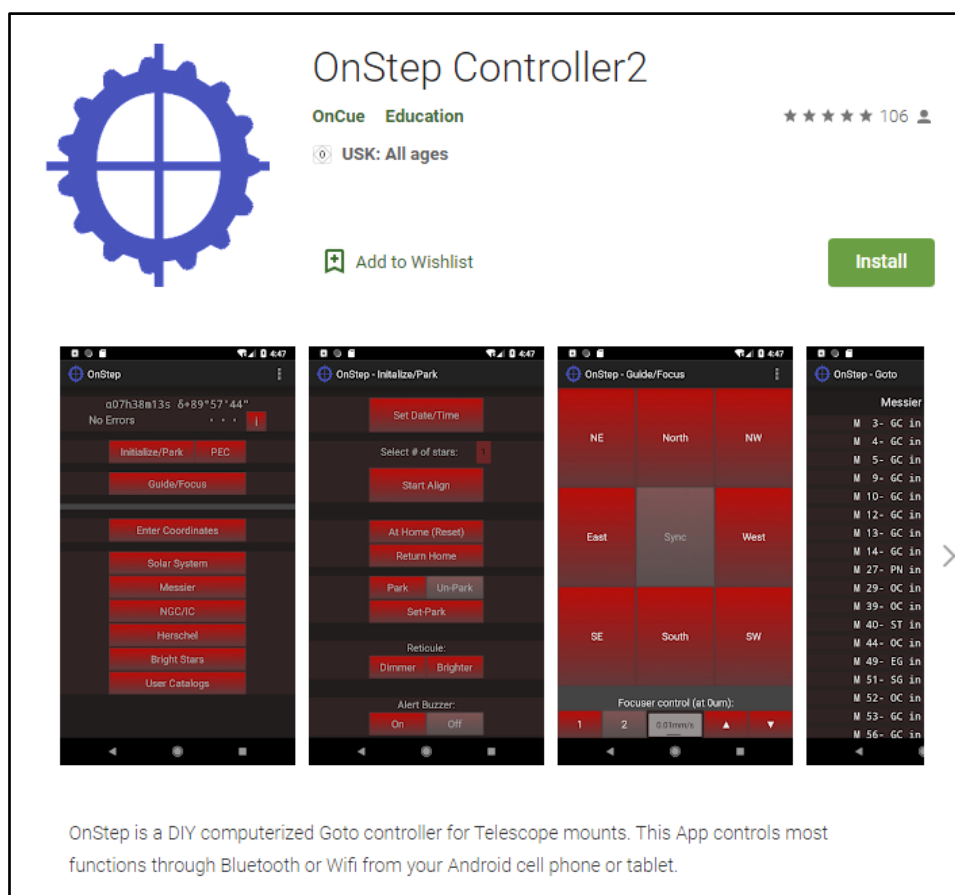 OnStep Controller2
OnCue Education
106
USK: All ages
Add to Wishlist
Install
4:47
OnStep
α07h38m13s δ+89°57'44"
No Errors
i
Initialize/Park PEC
Guide/Focus
Enter Coordinates
Solar System
Messier
NGC/IC
Herschel
Bright Stars
User Catalogs
4:47
OnStep - Initalize/Park
Set Date/Time
Select # of stars: 1
Start Align
At Home (Reset)
Return Home
Park Un-Park
Set-Park
Reticule:
Dimmer Brighter
Alert Buzzer:
On Off
4:47
OnStep - Guide/Focus
NE North NW
East Sync West
SE South SW
Focuser control (at 0um):
1 2 0.01mm/s
OnStep - Goto
Messier
M 3- GC in
M 4- GC in
M 5- GC in
M 9- GC in
M 10- GC in
M 12- GC in
M 13- GC in
M 14- GC in
M 27- PN in
M 29- OC in
M 39- OC in
M 40- ST in
M 44- OC in
M 49- EG in
M 51- SG in
M 52- OC in
M 53- GC in
M 56- GC in
OnStep is a DIY computerized Goto controller for Telescope mounts. This App controls most
functions through Bluetooth or Wifi from your Android cell phone or tablet.